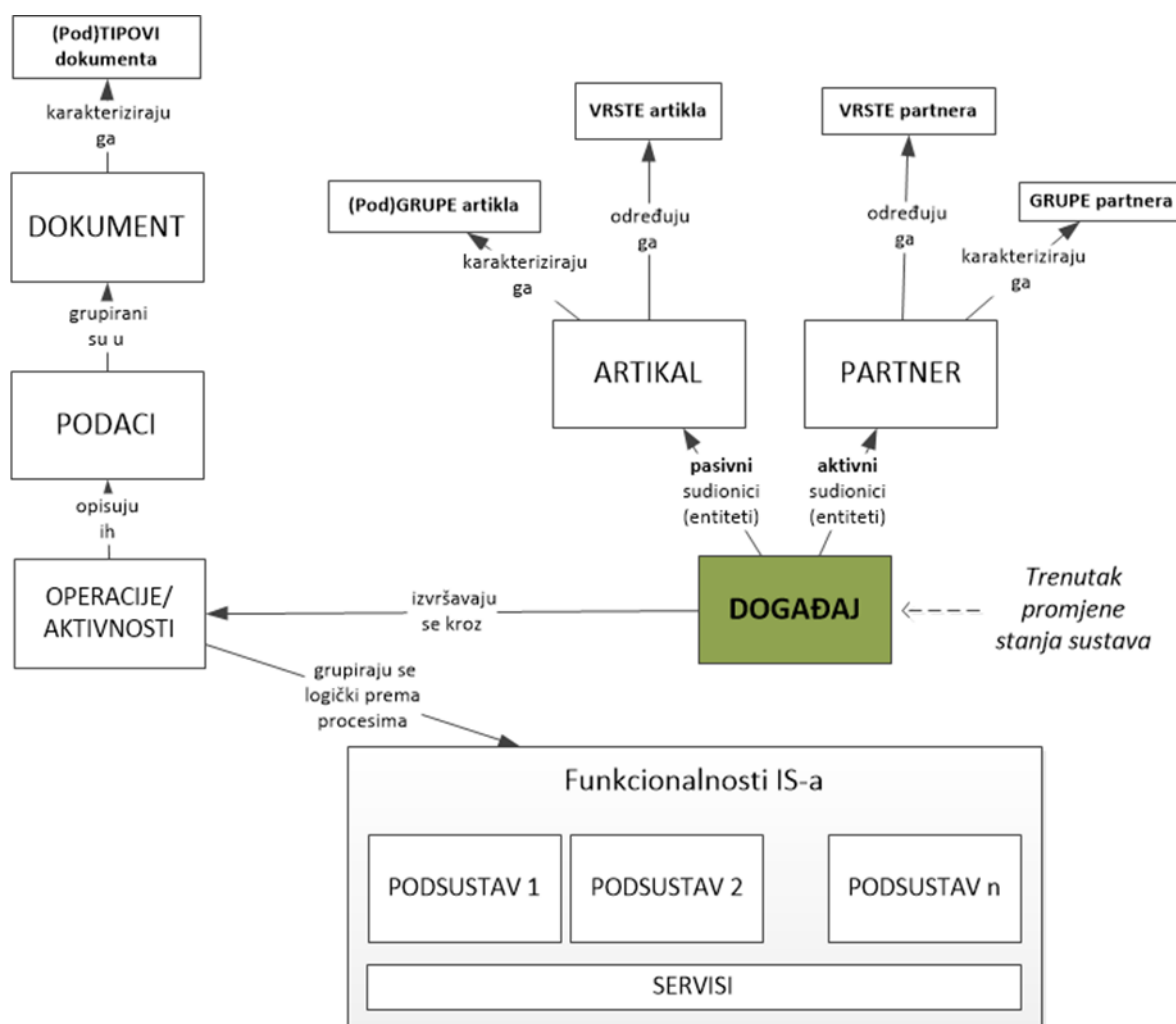 (Pod)TIPOVI
dokumenta
karakteriziraju
ga
DOKUMENT
grupirani
su u
PODACI
opisuju
ih
OPERACIJE/
AKTIVNOSTI
VRSTE artikla
VRSTE partnera
(Pod)GRUPE artikla
GRUPE partnera
određuju
ga
određuju
ga
karakteriziraju
ga
karakteriziraju
ga
ARTIKAL
PARTNER
pasivni
sudionici
(entiteti)
aktivni
sudionici
(entiteti)
DOGAĐAJ
Trenutak
promjene
stanja sustava
izvršavaju
se kroz
grupiraju se
logički prema
procesima
Funkcionalnosti IS-a
PODSUSTAV 1
PODSUSTAV 2
PODSUSTAV n
SERVISI